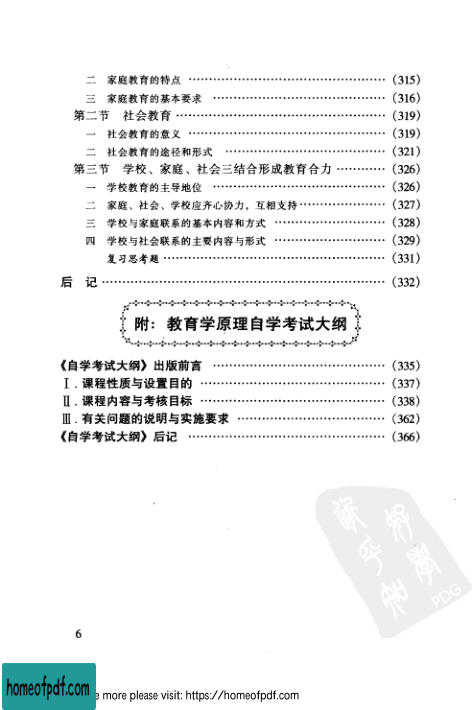 二 家庭教育的特点 ………………………………………… (315)
三 家庭教育的基本要求 …………………………………… (316)
第二节 社会教育 …………………………………………… (319)
一 社会教育的意义 ………………………………………… (319)
二 社会教育的途径和形式 ………………………………… (321)
第三节 学校、家庭、社会三结合形成教育合力 ………… (326)
一 学校教育的主导地位 …………………………………… (326)
二 家庭、社会、学校应齐心协力，互相支持 …………… (327)
三 学校与家庭联系的基本内容和方式 …………………… (328)
四 学校与社会联系的主要内容与形式 …………………… (329)
复习思考题 ………………………………………………… (331)
后 记 ……………………………………………………… (332)
附：教育学原理自学考试大纲
《自学考试大纲》出版前言 ……………………………… (335)
Ⅰ．课程性质与设置目的 ………………………………… (337)
Ⅱ．课程内容与考核目标 ………………………………… (338)
Ⅲ．有关问题的说明与实施要求 ………………………… (362)
《自学考试大纲》后记 …………………………………… (366)
PDG
6
homeofpdf.com
e more please visit: https://homeofpdf.com